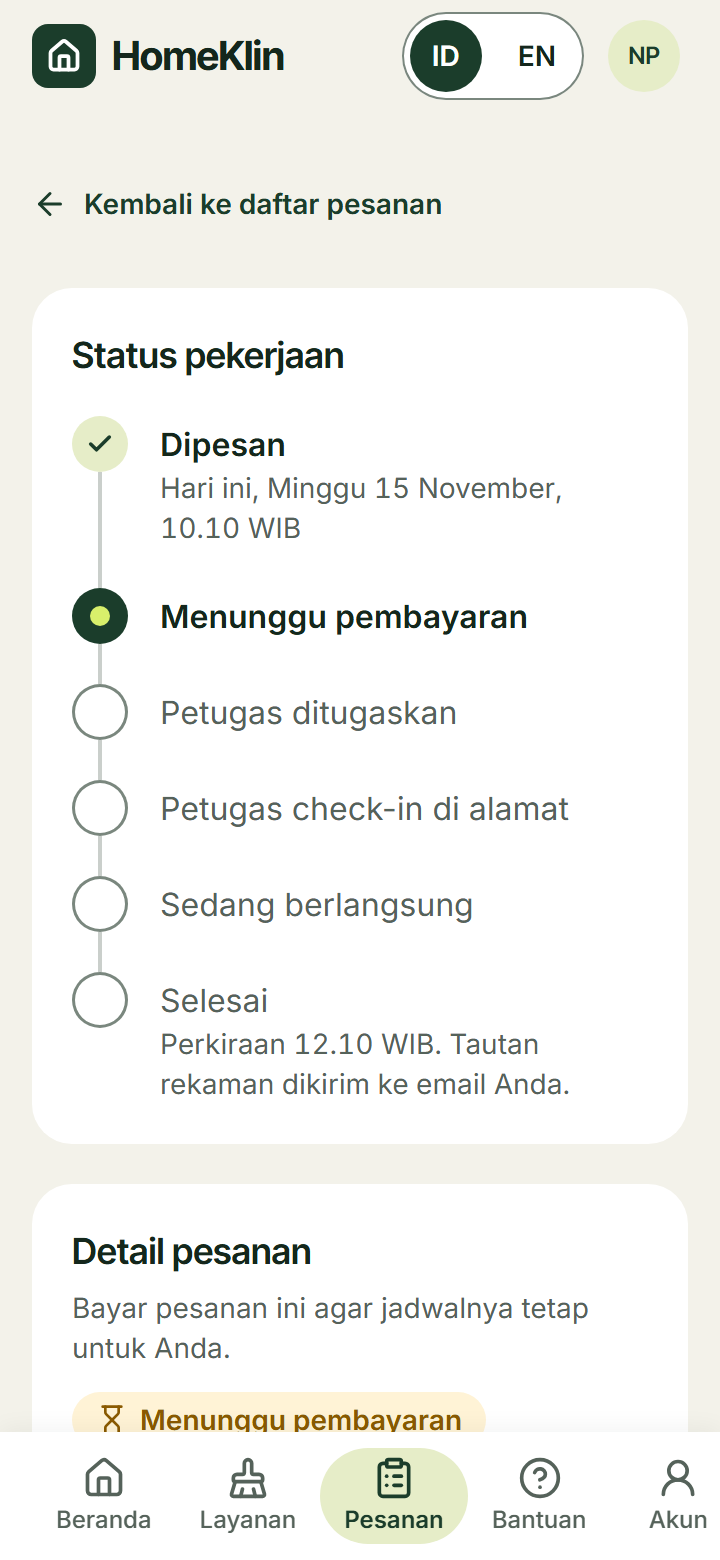 HomeKlin
ID
EN
NP
Kembali ke daftar pesanan
Status pekerjaan
Dipesan
Hari ini, Minggu 15 November,
10.10 WIB
Menunggu pembayaran
Petugas ditugaskan
Petugas check-in di alamat
Sedang berlangsung
Selesai
Perkiraan 12.10 WIB. Tautan
rekaman dikirim ke email Anda.
Detail pesanan
Bayar pesanan ini agar jadwalnya tetap
untuk Anda.
Menunggu pembayaran
Beranda
Layanan
Pesanan
Bantuan
Akun